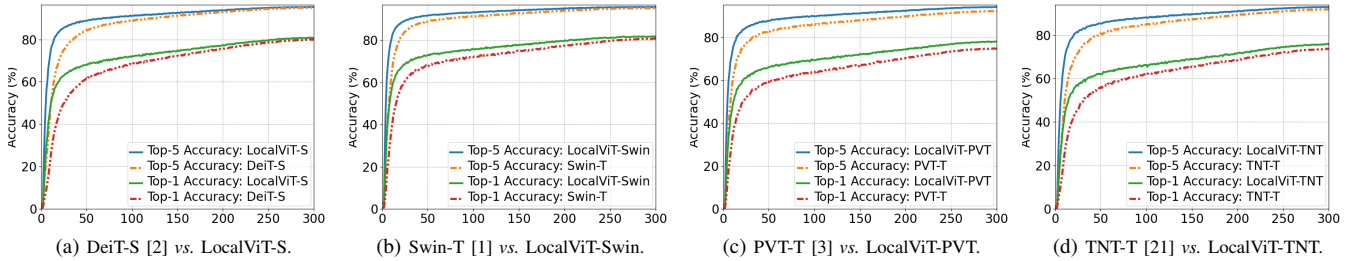 Accuracy (%)
80
60
40
20
0
0 50 100 150 200 250 300
Top-5 Accuracy: LocalViT-S
Top-5 Accuracy: DeiT-S
Top-1 Accuracy: LocalViT-S
Top-1 Accuracy: DeiT-S
(a) DeiT-S [2] vs. LocalViT-S.
Accuracy (%)
80
60
40
20
0
0 50 100 150 200 250 300
Top-5 Accuracy: LocalViT-Swin
Top-5 Accuracy: Swin-T
Top-1 Accuracy: LocalViT-Swin
Top-1 Accuracy: Swin-T
(b) Swin-T [1] vs. LocalViT-Swin.
Accuracy (%)
80
60
40
20
0
0 50 100 150 200 250 300
Top-5 Accuracy: LocalViT-PVT
Top-5 Accuracy: PVT-T
Top-1 Accuracy: LocalViT-PVT
Top-1 Accuracy: PVT-T
(c) PVT-T [3] vs. LocalViT-PVT.
Accuracy (%)
80
60
40
20
0
0 50 100 150 200 250 300
Top-5 Accuracy: LocalViT-TNT
Top-5 Accuracy: TNT-T
Top-1 Accuracy: LocalViT-TNT
Top-1 Accuracy: TNT-T
(d) TNT-T [21] vs. LocalViT-TNT.